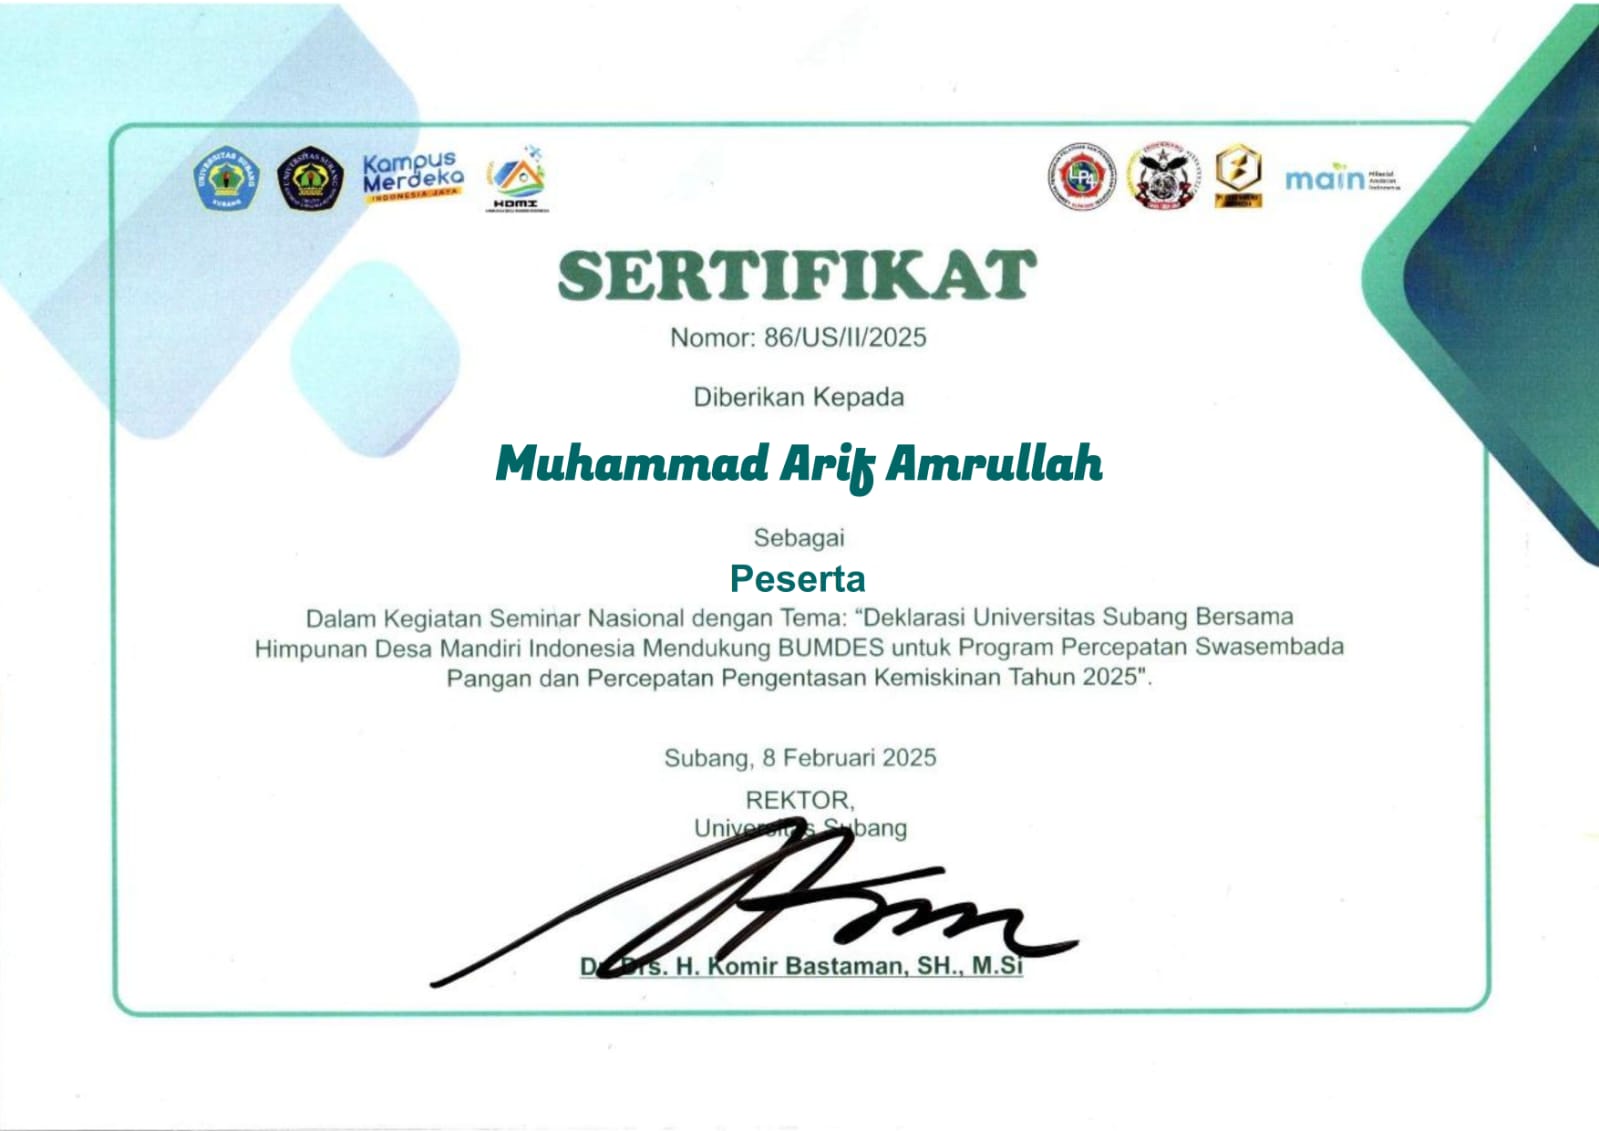 UNIVERSITAS SUBANG
SUBANG
Kampus
Merdeka
INDONESIA JAYA
HDMI
LP4
main
SERTIFIKAT
Nomor: 86/US/II/2025
Diberikan Kepada
Muhammad Arif Amrullah
Sebagai
Peserta
Dalam Kegiatan Seminar Nasional dengan Tema: “Deklarasi Universitas Subang Bersama
Himpunan Desa Mandiri Indonesia Mendukung BUMDES untuk Program Percepatan Swasembada
Pangan dan Percepatan Pengentasan Kemiskinan Tahun 2025".
Subang, 8 Februari 2025
REKTOR,
Universitas Subang
Dr. Drs. H. Komir Bastaman, SH., M.Si